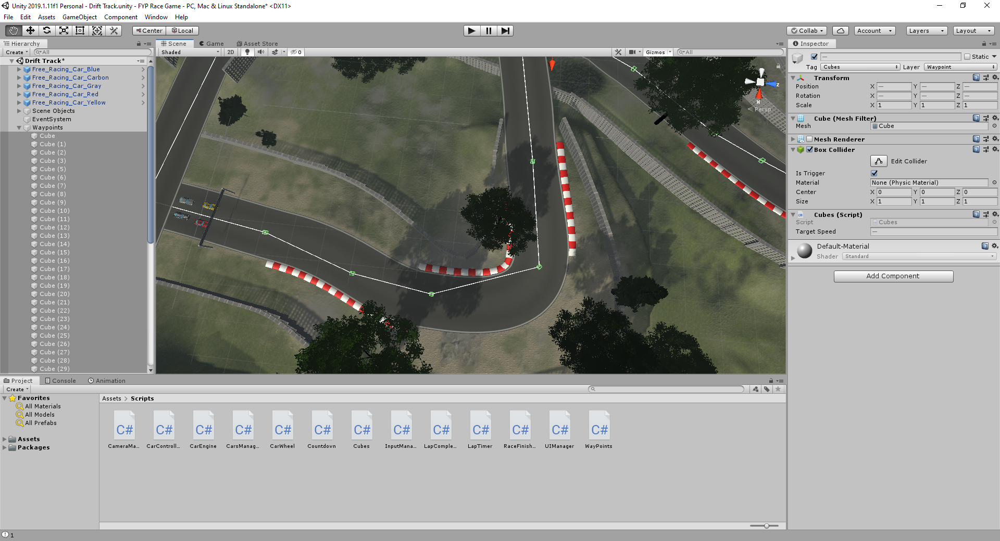 Unity 2019.1.11f1 Personal - Drift Track.unity - FYP Race Game - PC, Mac & Linux Standalone* <DX11>
File Edit Assets GameObject Component Window Help
Center Local
Collab Account Layers Layout
Hierarchy
Create All
Drift Track*
Free_Racing_Car_Blue
Free_Racing_Car_Carbon
Free_Racing_Car_Gray
Free_Racing_Car_Red
Free_Racing_Car_Yellow
Scene Objects
EventSystem
Waypoints
Cube
Cube (1)
Cube (2)
Cube (3)
Cube (5)
Cube (6)
Cube (7)
Cube (8)
Cube (9)
Cube (10)
Cube (11)
Cube (12)
Cube (13)
Cube (14)
Cube (15)
Cube (16)
Cube (17)
Cube (18)
Cube (19)
Cube (20)
Cube (21)
Cube (22)
Cube (23)
Cube (24)
Cube (25)
Cube (26)
Cube (27)
Cube (28)
Cube (29)
Scene Game Asset Store
Shaded 2D 0 Gizmos All
z
x
Persp
Inspector
— Static
Tag Cubes Layer Waypoint
Transform
Position X — Y — Z —
Rotation X — Y — Z —
Scale X 1 Y 1 Z 1
Cube (Mesh Filter)
Mesh Cube
Mesh Renderer
Box Collider
Edit Collider
Is Trigger
Material None (Physic Material)
Center X 0 Y 0 Z 0
Size X 1 Y 1 Z 1
Cubes (Script)
Script Cubes
Target Speed —
Default-Material
Shader Standard
Add Component
Project Console Animation
Create
Favorites
All Materials
All Models
All Prefabs
Assets
Packages
Assets > Scripts
C# C# C# C# C# C# C# C# C# C# C# C# C#
CameraMa... CarControll... CarEngine CarsManag... CarWheel Countdown Cubes InputMana... LapComple... LapTimer RaceFinish... UIManager WayPoints
1